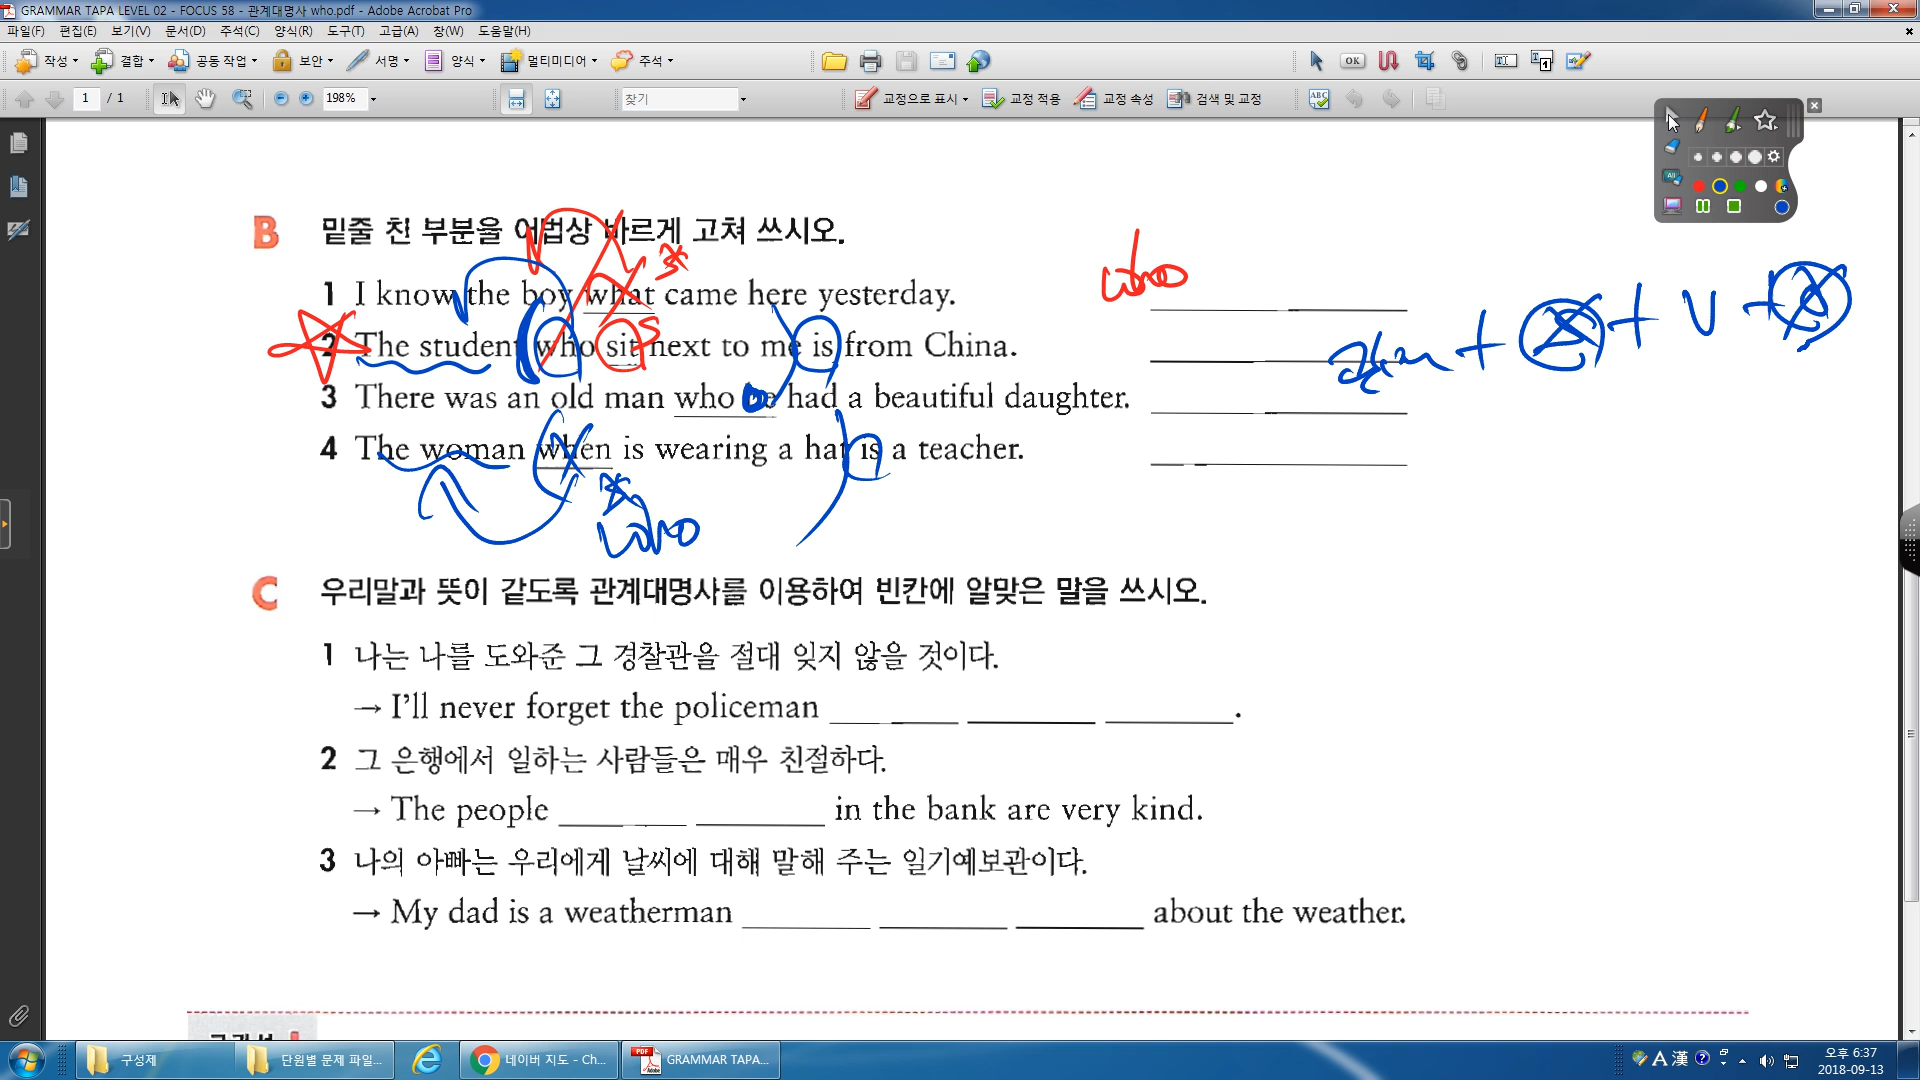 GRAMMAR TAPA LEVEL 02 - FOCUS 58 - 관계대명사 who.pdf - Adobe Acrobat Pro
파일(F) 편집(E) 보기(V) 문서(D) 주석(C) 양식(R) 도구(T) 고급(A) 창(W) 도움말(H)
작성 결합 공동 작업 보안 서명 양식 멀티미디어 주석 OK
1 / 1 198% 찾기 교정으로 표시 교정 적용 교정 속성 검색 및 교정
B 밑줄 친 부분을 어법상 바르게 고쳐 쓰시오.
who
1 I know the boy what came here yesterday.
2 The student who sit next to me is from China.
s
3 There was an old man who he had a beautiful daughter.
4 The woman when is wearing a hat is a teacher.
who
C 우리말과 뜻이 같도록 관계대명사를 이용하여 빈칸에 알맞은 말을 쓰시오.
1 나는 나를 도와준 그 경찰관을 절대 잊지 않을 것이다.
→ I'll never forget the policeman ______ ______ ______.
2 그 은행에서 일하는 사람들은 매우 친절하다.
→ The people ______ ______ in the bank are very kind.
3 나의 아빠는 우리에게 날씨에 대해 말해 주는 일기예보관이다.
→ My dad is a weatherman ______ ______ ______ about the weather.
구성제 단원별 문제 파일... 네이버 지도 - Ch... GRAMMAR TAPA... A 漢 오후 6:37
2018-09-13